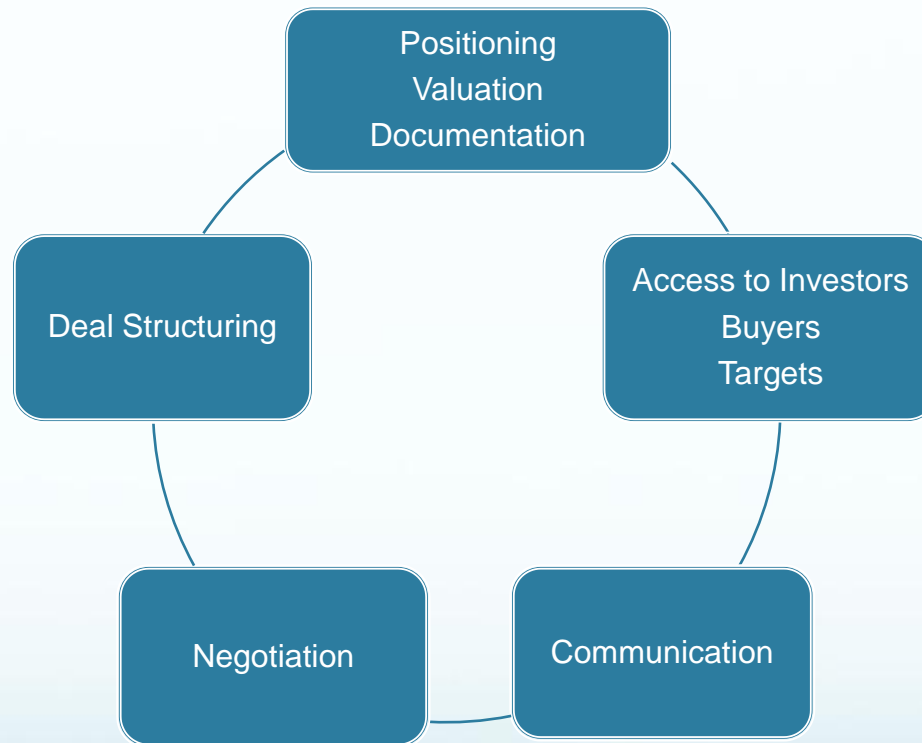 Positioning
Valuation
Documentation
Access to Investors
Buyers
Targets
Communication
Negotiation
Deal Structuring